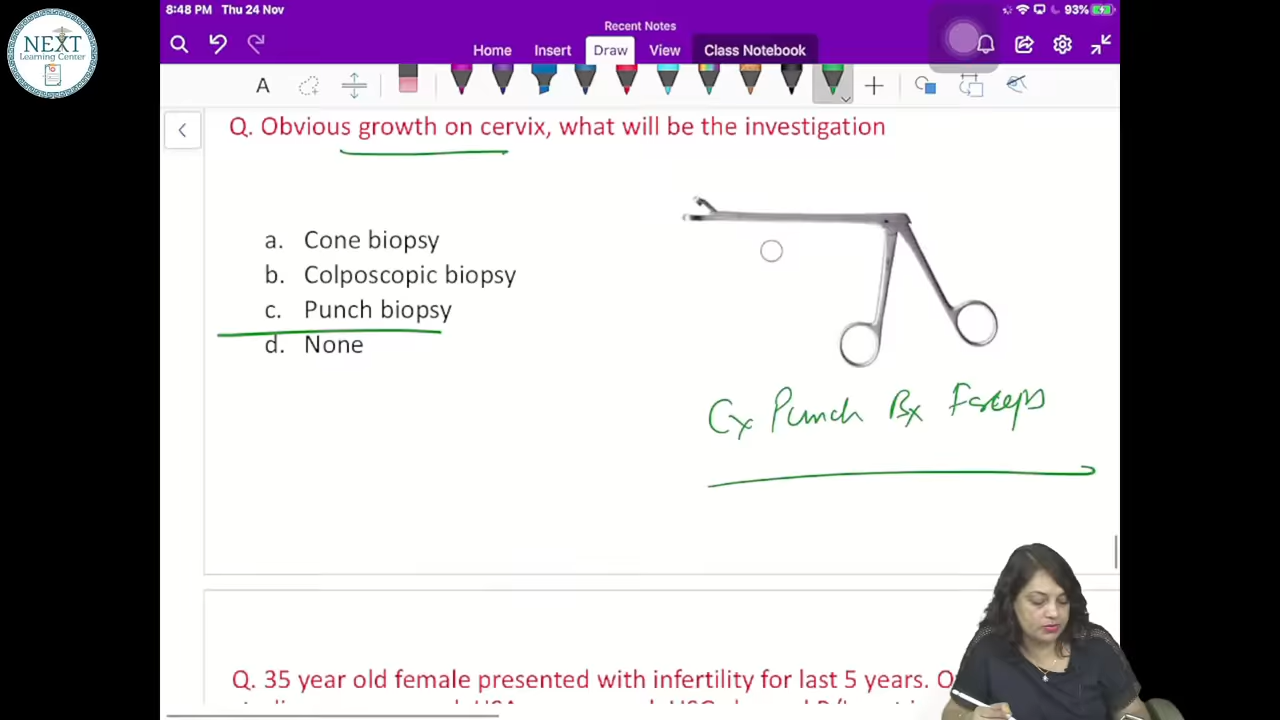 8:48 PM Thu 24 Nov
Recent Notes
93%
NEXT
Learning Center
Home Insert Draw View Class Notebook
A
Q. Obvious growth on cervix, what will be the investigation
a. Cone biopsy
b. Colposcopic biopsy
c. Punch biopsy
d. None
Cx Punch Bx Forceps
Q. 35 year old female presented with infertility for last 5 years.